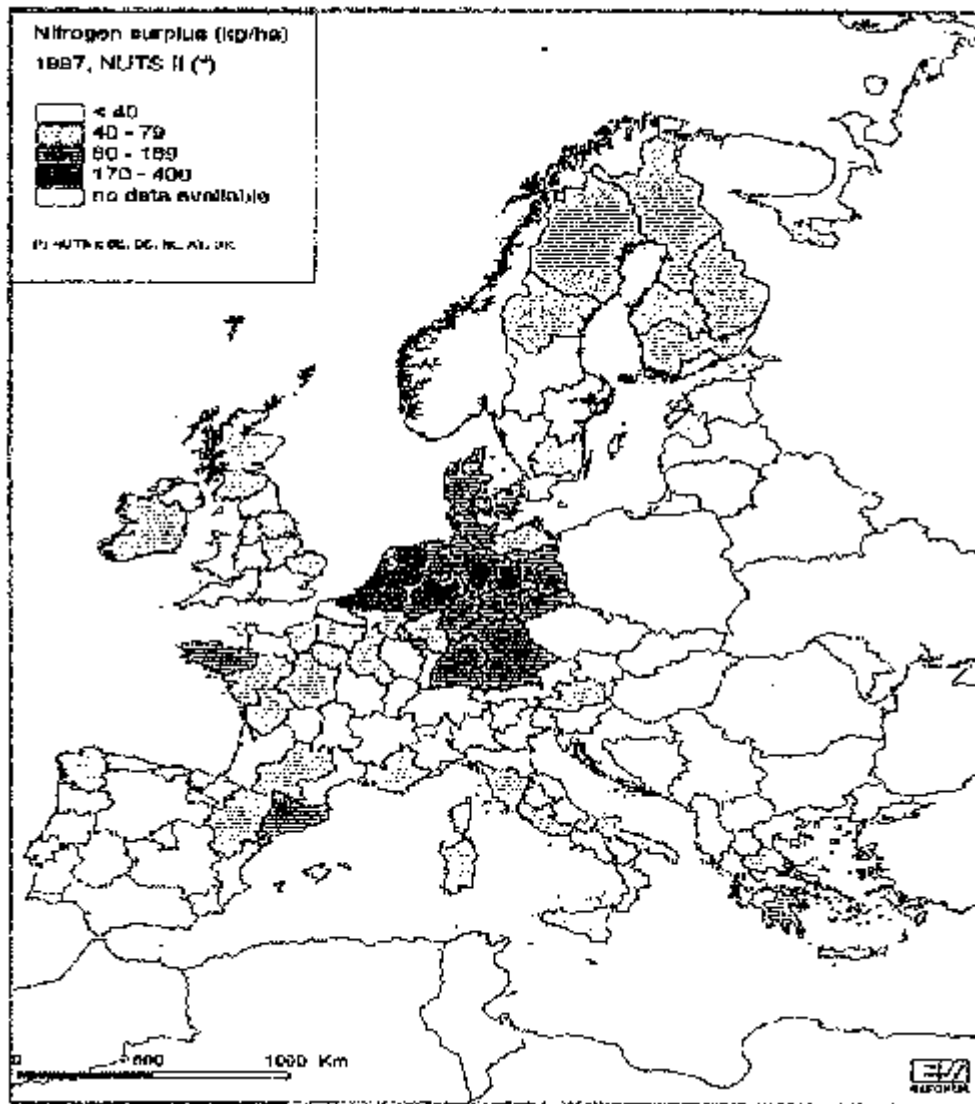 Nitrogen surplus (kg/ha)
1997, NUTS II (*)
< 40
40 - 79
80 - 169
170 - 400
no data available
0 500 1000 Km